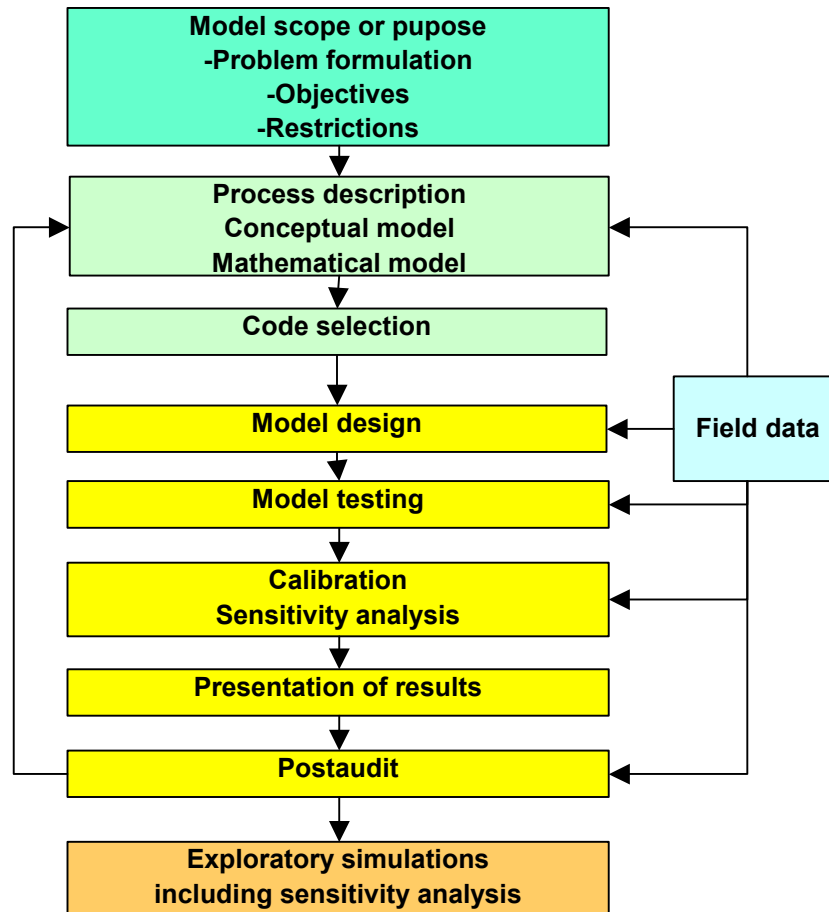 Model scope or pupose
-Problem formulation
-Objectives
-Restrictions
Process description
Conceptual model
Mathematical model
Code selection
Model design
Field data
Model testing
Calibration
Sensitivity analysis
Presentation of results
Postaudit
Exploratory simulations
including sensitivity analysis